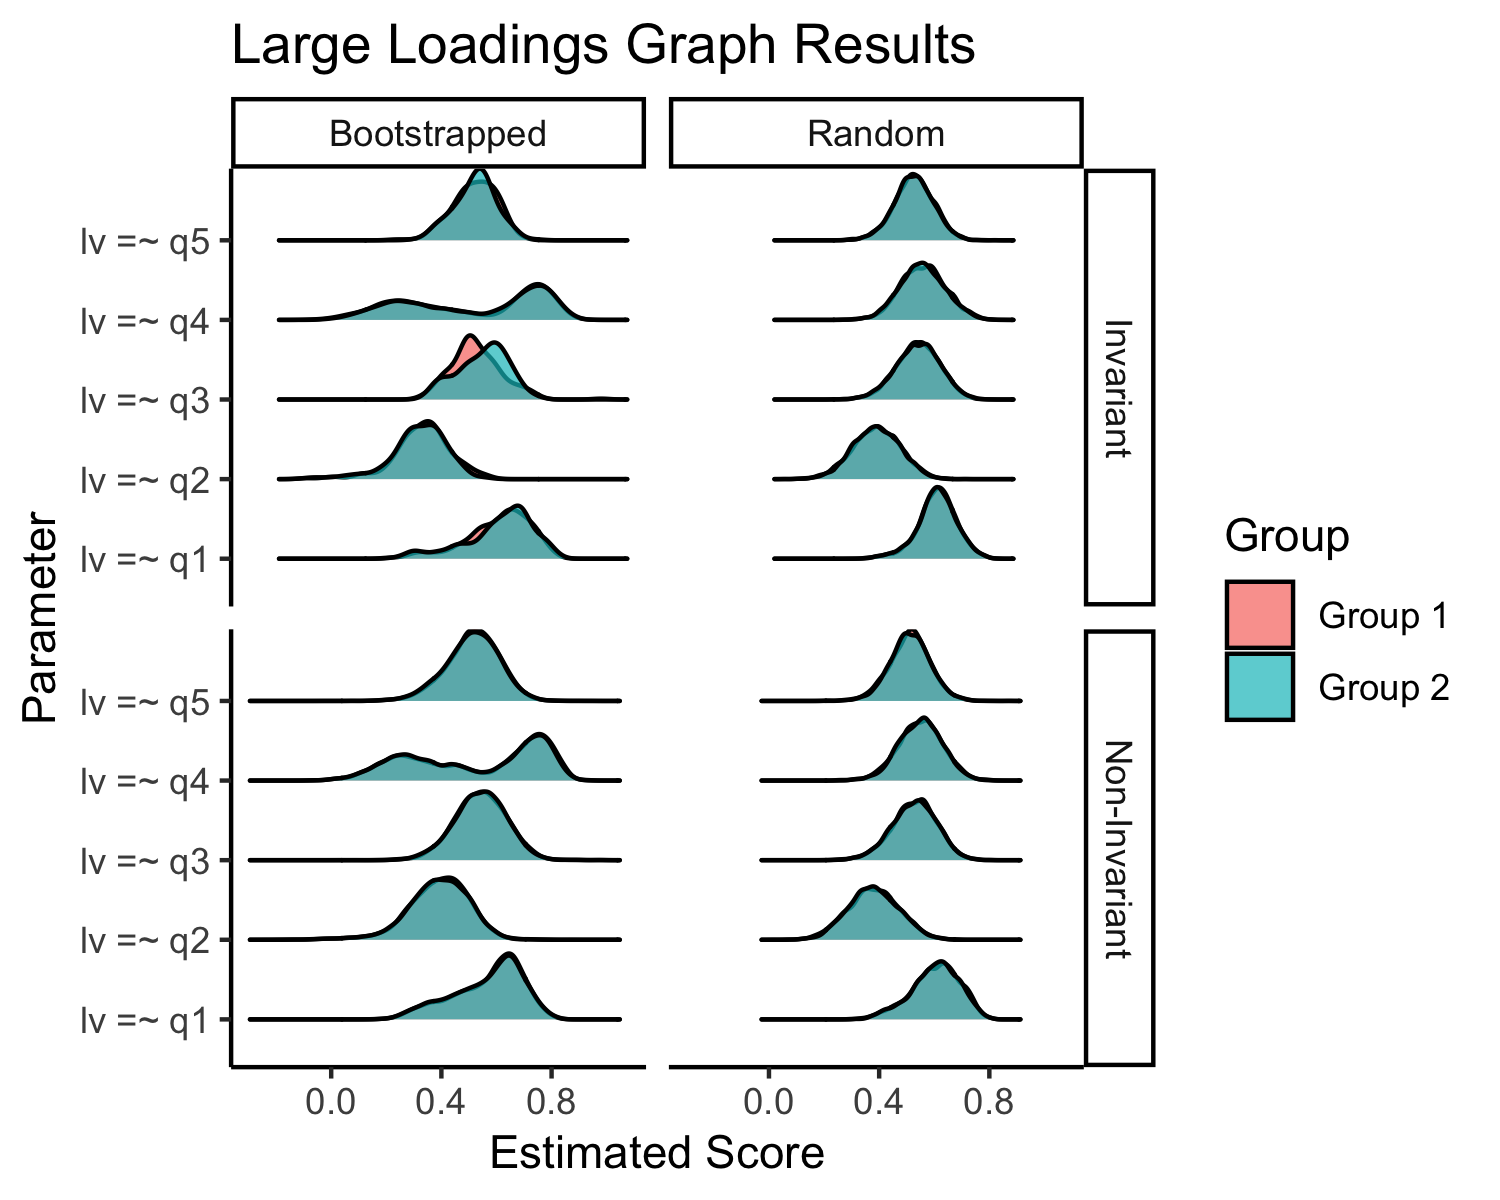 Large Loadings Graph Results
Bootstrapped
Random
lv =~ q5
lv =~ q4
lv =~ q3
lv =~ q2
lv =~ q1
Invariant
lv =~ q5
lv =~ q4
lv =~ q3
lv =~ q2
lv =~ q1
Non-Invariant
Parameter
0.0 0.4 0.8
0.0 0.4 0.8
Estimated Score
Group
Group 1
Group 2